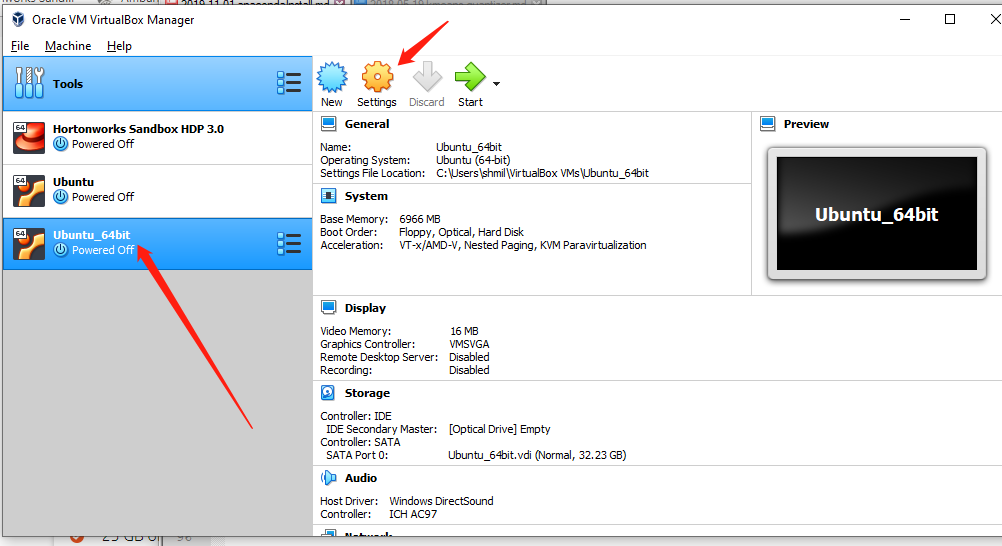 Oracle VM VirtualBox Manager
File Machine Help
Tools
New Settings Discard Start
64
Hortonworks Sandbox HDP 3.0
Powered Off
64
Ubuntu
Powered Off
64
Ubuntu_64bit
Powered Off
General
Name: Ubuntu_64bit
Operating System: Ubuntu (64-bit)
Settings File Location: C:\Users\shmil\VirtualBox VMs\Ubuntu_64bit
System
Base Memory: 6966 MB
Boot Order: Floppy, Optical, Hard Disk
Acceleration: VT-x/AMD-V, Nested Paging, KVM Paravirtualization
Preview
Ubuntu_64bit
Display
Video Memory: 16 MB
Graphics Controller: VMSVGA
Remote Desktop Server: Disabled
Recording: Disabled
Storage
Controller: IDE
IDE Secondary Master: [Optical Drive] Empty
Controller: SATA
SATA Port 0: Ubuntu_64bit.vdi (Normal, 32.23 GB)
Audio
Host Driver: Windows DirectSound
Controller: ICH AC97
Network